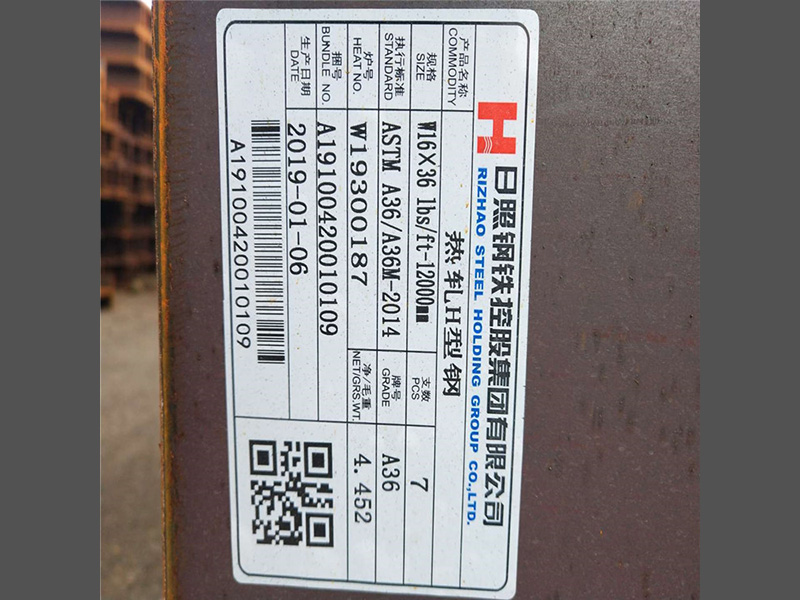 日照钢铁控股集团有限公司
RIZHAO STEEL HOLDING GROUP CO.,LTD.
产品名称 COMMODITY 热轧H型钢
规格 SIZE W16X36 lbs/ft-12000mm 支数 PCS 7
执行标准 STANDARD ASTM A36/A36M-2014 牌号 GRADE A36
炉号 HEAT NO. W19300187 净/毛重 NET/GRS.WT. 4.452
捆号 BUNDLE NO. A19100420010109
生产日期 DATE 2019-01-06
A19100420010109